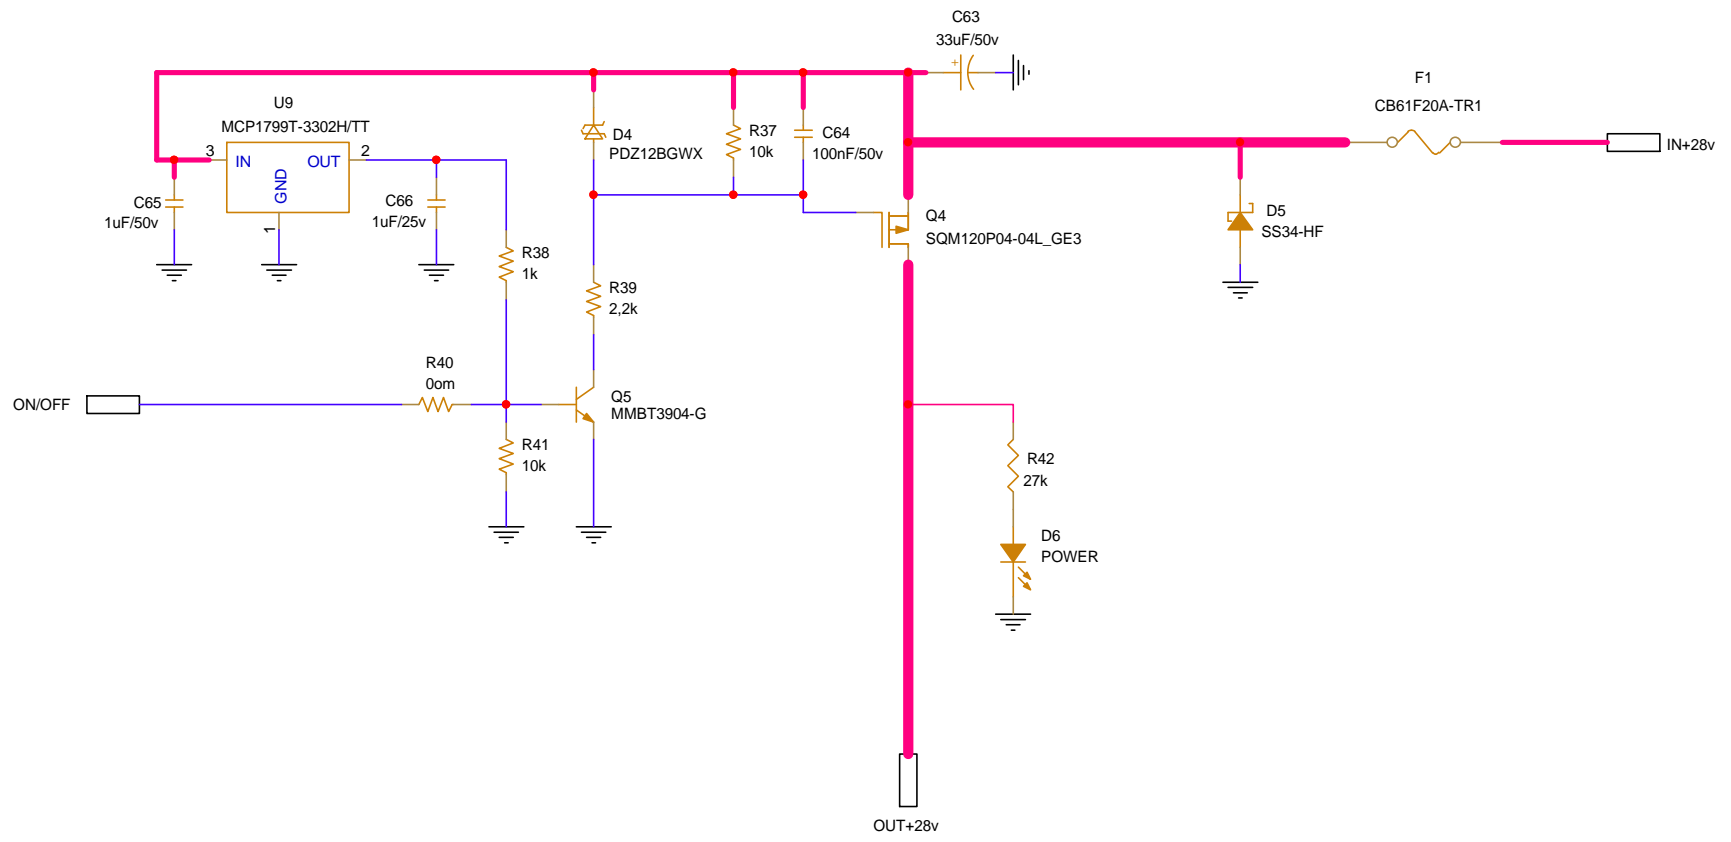 C63
33uF/50v
+
F1
CB61F20A-TR1
U9
MCP1799T-3302H/TT
3
IN
OUT
2
GND
1
D4
PDZ12BGWX
R37
10k
C64
100nF/50v
IN+28v
C65
1uF/50v
C66
1uF/25v
Q4
SQM120P04-04L_GE3
D5
SS34-HF
R38
1k
R39
2,2k
R40
0om
ON/OFF
Q5
MMBT3904-G
R41
10k
R42
27k
D6
POWER
OUT+28v